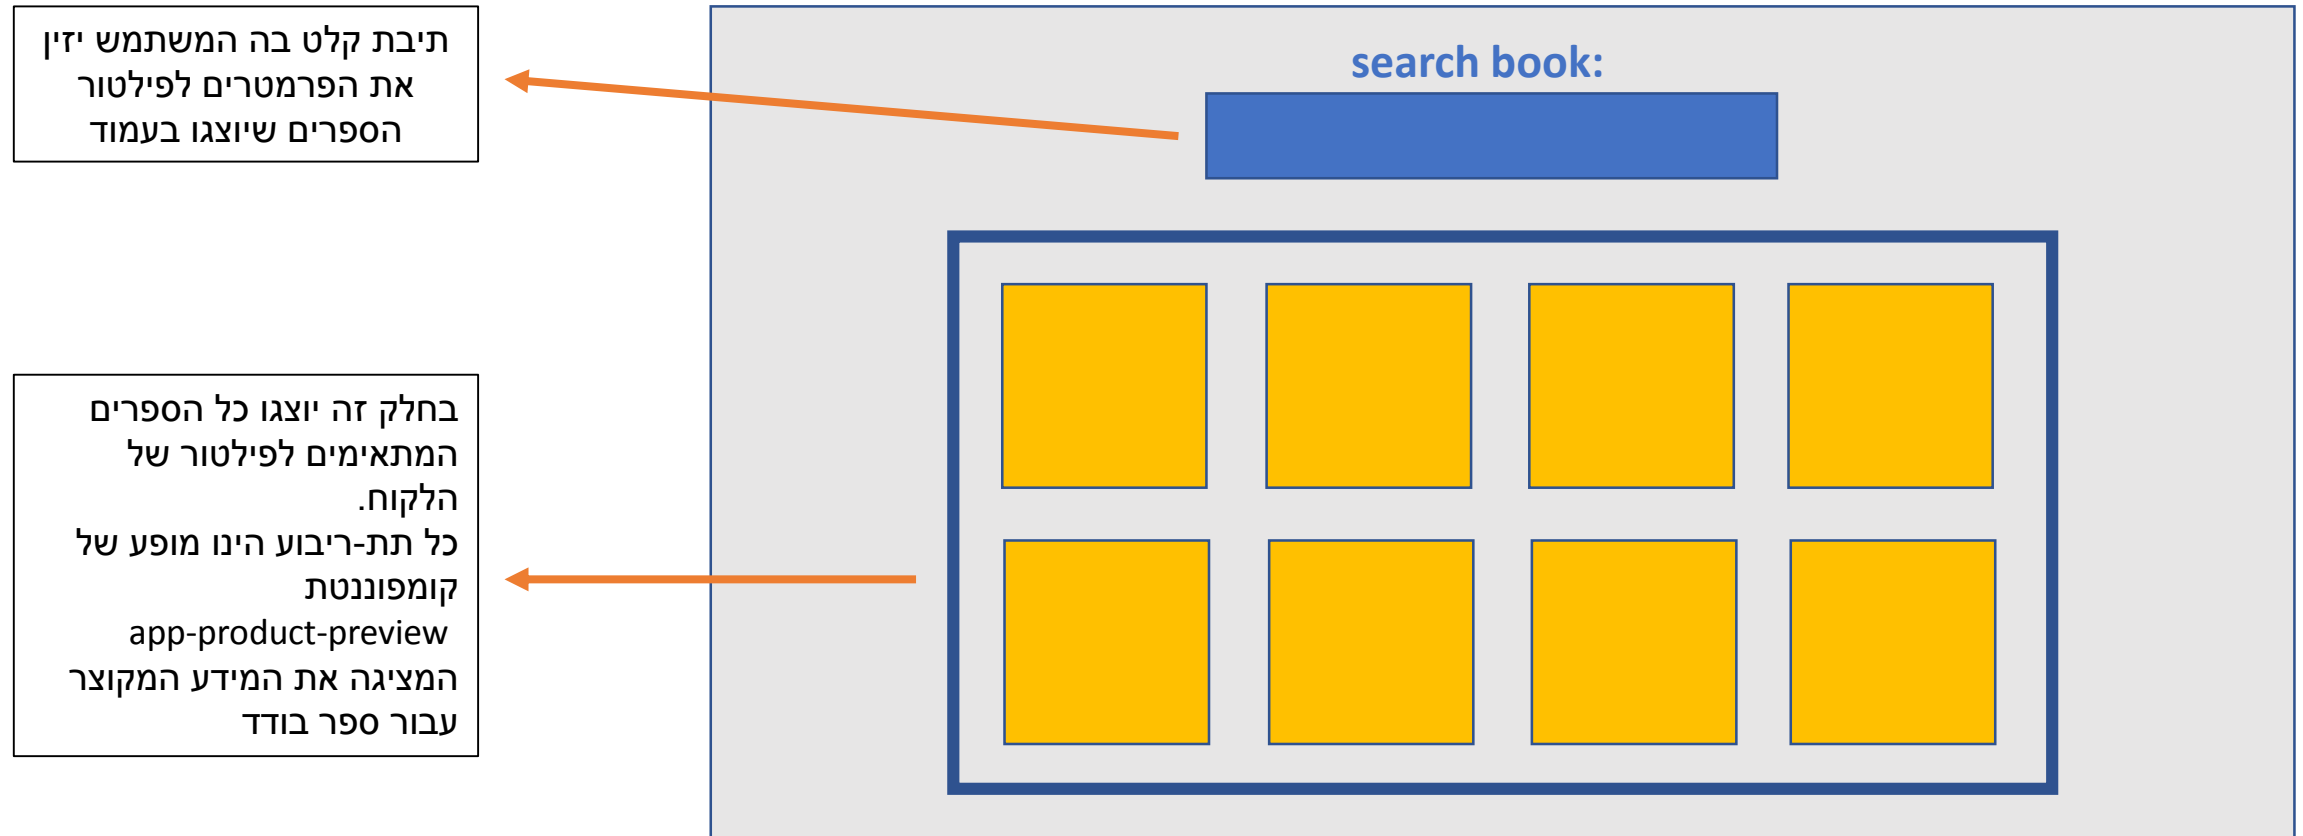 תיבת קלט בה המשתמש יזין
את הפרמטרים לפילטור
הספרים שיוצגו בעמוד
search book:
בחלק זה יוצגו כל הספרים
המתאימים לפילטור של
הלקוח.
כל תת-ריבוע הינו מופע של
קומפוננטת
app-product-preview
המציגה את המידע המקוצר
עבור ספר בודד